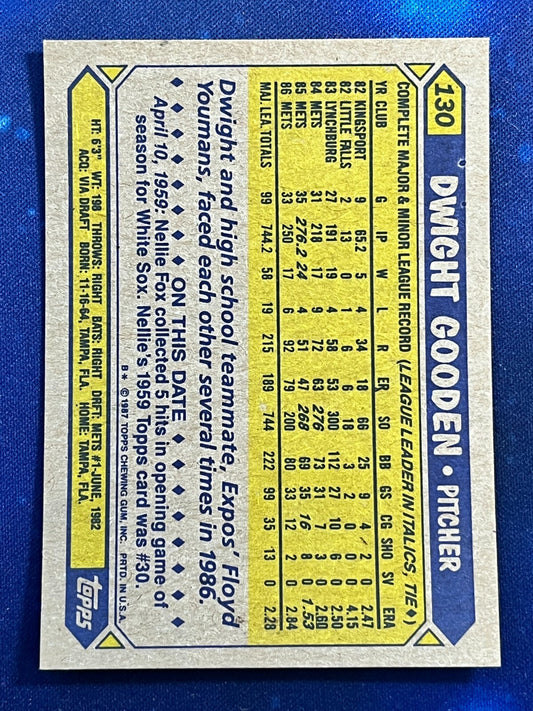 130 DWIGHT GOODEN • PITCHER
COMPLETE MAJOR & MINOR LEAGUE RECORD (LEAGUE LEADER IN ITALICS, TIE ♦)
YR CLUB G IP W L R ER SO BB GS CG SHO SV ERA
82 KINGSPORT 9 65.2 5 4 34 18 66 25 9 4 2 0 2.47
82 LITTLE FALLS 2 13 0 1 6 6 18 3 2 0 0 0 4.15
83 LYNCHBURG 27 191 19 4 58 53 300 112 27 10 6 0 2.50
84 METS 31 218 17 9 72 63 276 73 31 7 3 0 2.60
85 METS 35 276.2 24 4 51 47 268 69 35 16 8 0 1.53
86 METS 33 250 17 6 92 79 200 80 33 12 2 0 2.84
MAJ. LEA. TOTALS 99 744.2 58 19 215 189 744 222 99 35 13 0 2.28
Dwight and high school teammate, Expos' Floyd
Youmans, faced each other several times in 1986.
♦ ♦ ♦ ♦ ♦ ON THIS DATE ♦ ♦ ♦ ♦ ♦
April 10, 1959: Nellie Fox collected 5 hits in opening game of
season for White Sox. Nellie's 1959 Topps card was #30.
B* ©1987 TOPPS CHEWING GUM, INC. PRTD. IN U.S.A.
HT: 6'3" WT: 198 THROWS: RIGHT BATS: RIGHT DRFT: METS #1-JUNE, 1982
ACQ: VIA DRAFT BORN: 11-16-64, TAMPA, FLA. HOME: TAMPA, FLA.
topps